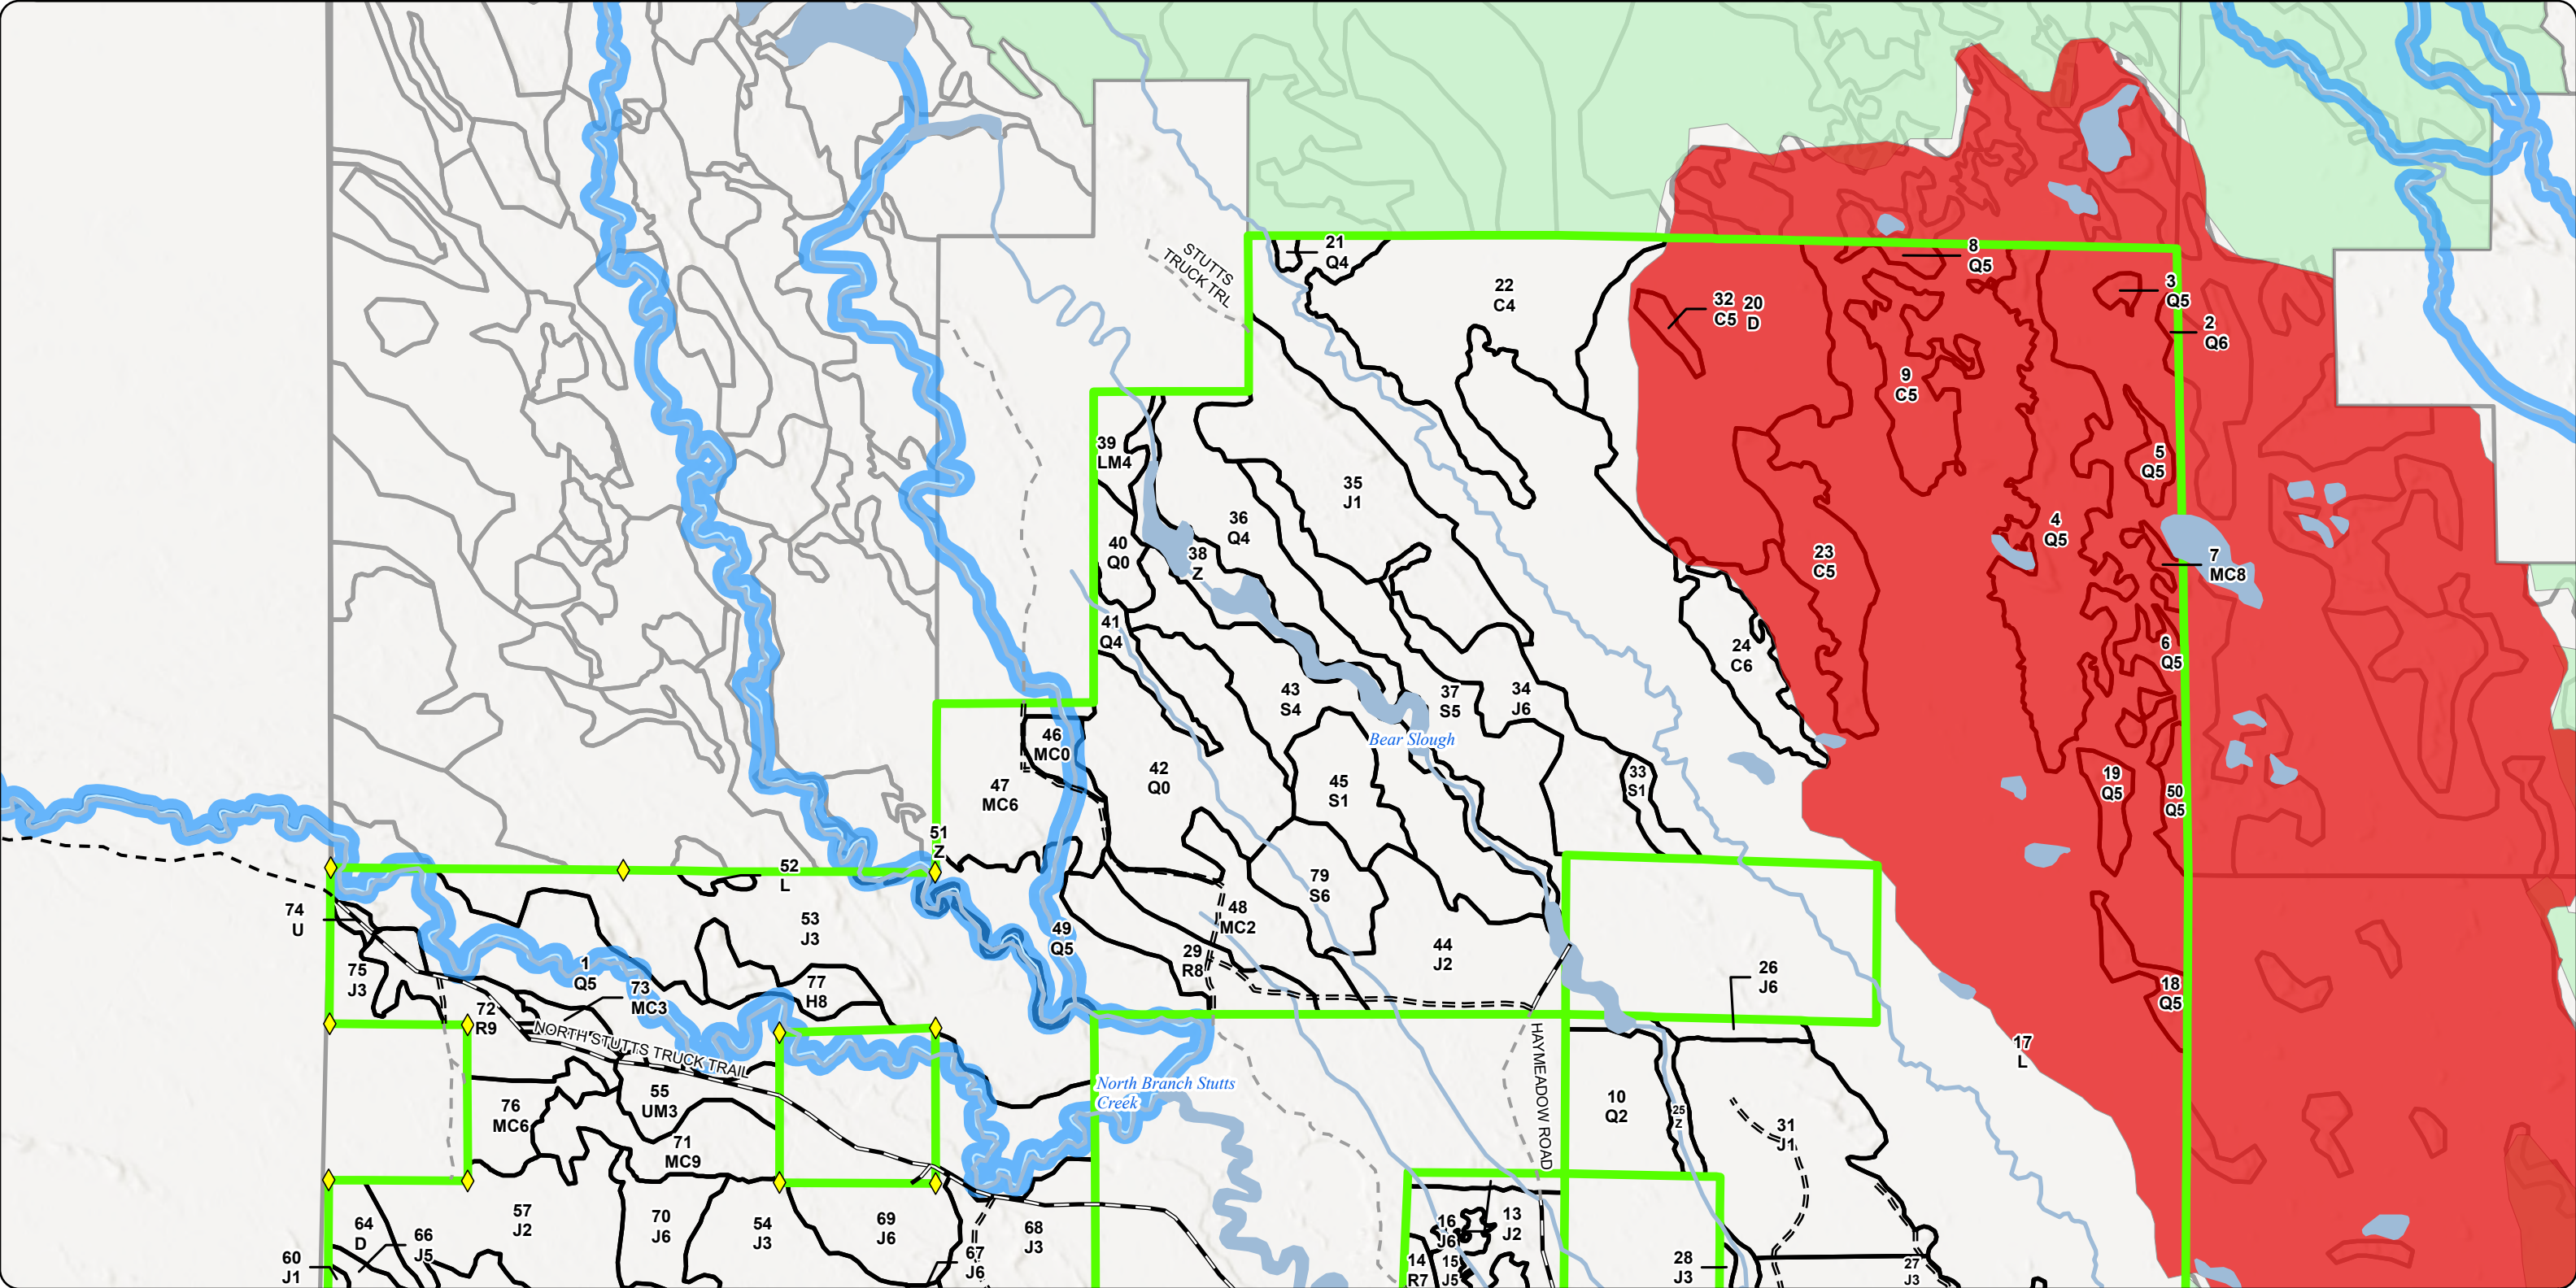 STUTTS
TRUCK TRL
21
Q4
22
C4
8
Q5
3
Q5
2
Q6
32
C5
20
D
9
C5
39
LM4
35
J1
5
Q5
36
Q4
40
Q0
38
Z
4
Q5
23
C5
7
MC8
41
Q4
24
C6
6
Q5
43
S4
37
S5
34
J6
46
MC0
Bear Slough
47
MC6
42
Q0
45
S1
33
S1
19
Q5
50
Q5
51
Z
52
L
79
S6
74
U
53
J3
48
MC2
49
Q5
29
R8
44
J2
26
J6
75
J3
1
Q5
77
H8
73
MC3
72
R9
18
Q5
NORTH STUTTS TRUCK TRAIL
HAYMEADOW ROAD
17
L
North Branch Stutts
Creek
76
MC6
55
UM3
71
MC9
10
Q2
25
Z
31
J1
57
J2
70
J6
54
J3
69
J6
68
J3
64
D
66
J5
60
J1
67
J6
16
J6
13
J2
14
R7
15
J5
28
J3
27
J3